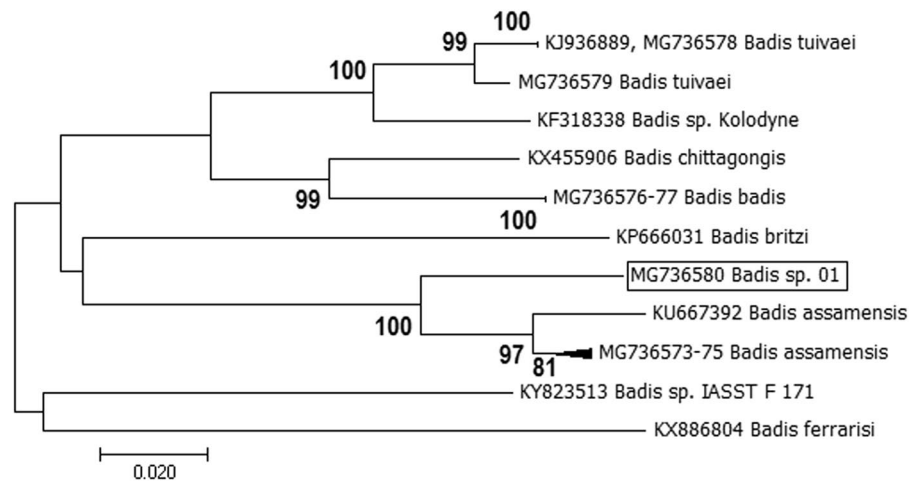 100
KJ936889, MG736578 Badis tuivaei
99
100
MG736579 Badis tuivaei
KF318338 Badis sp. Kolodyne
KX455906 Badis chittagongis
99
MG736576-77 Badis badis
100
KP666031 Badis britzi
MG736580 Badis sp. 01
KU667392 Badis assamensis
100
97
MG736573-75 Badis assamensis
81
KY823513 Badis sp. IASST F 171
KX886804 Badis ferrarisi
0.020